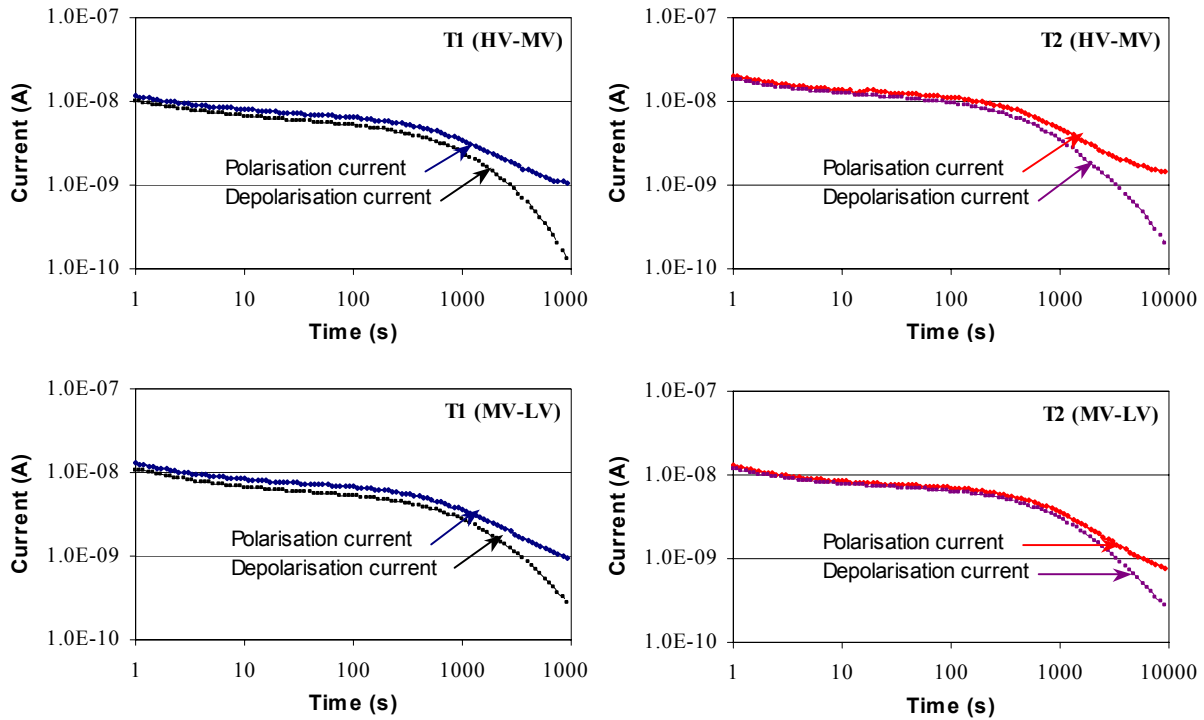 1.0E-07
T1 (HV-MV)
1.0E-08
Polarisation current
Depolarisation current
1.0E-09
1.0E-10
1 10 100 1000 1000
Current (A)
Time (s)
1.0E-07
T2 (HV-MV)
1.0E-08
Polarisation current
Depolarisation current
1.0E-09
1.0E-10
1 10 100 1000 10000
Current (A)
Time (s)
1.0E-07
T1 (MV-LV)
1.0E-08
Polarisation current
Depolarisation current
1.0E-09
1.0E-10
1 10 100 1000 1000
Current (A)
Time (s)
1.0E-07
T2 (MV-LV)
1.0E-08
Polarisation current
Depolarisation current
1.0E-09
1.0E-10
1 10 100 1000 10000
Current (A)
Time (s)